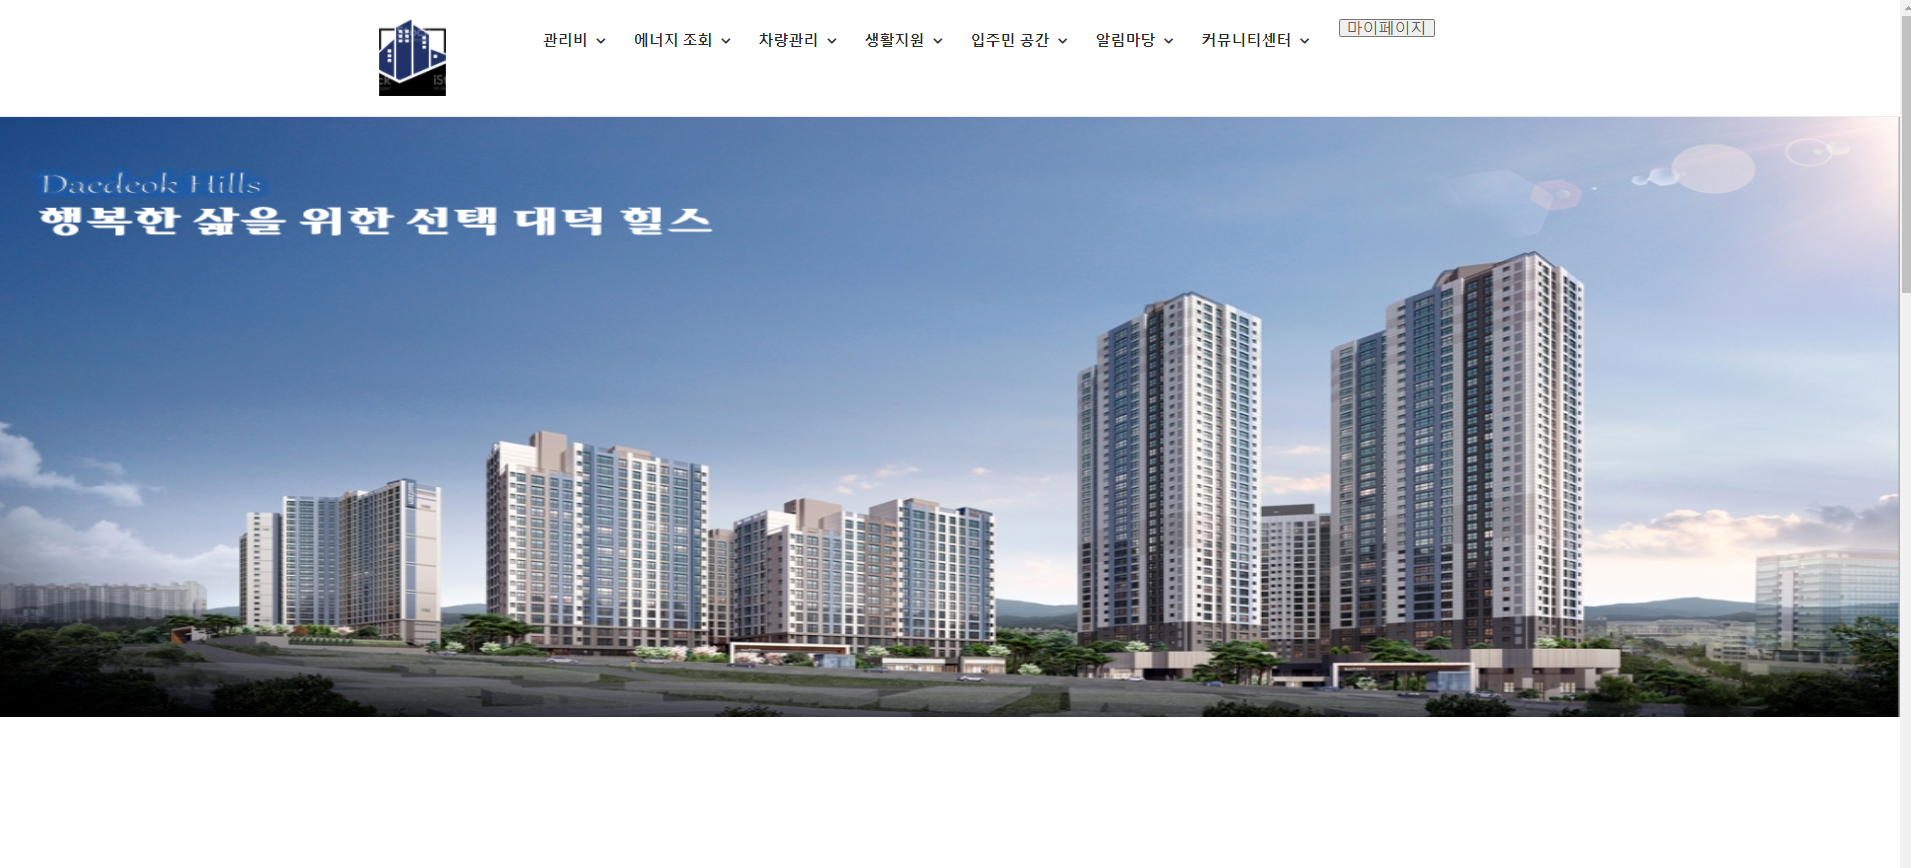 관리비 에너지 조회 차량관리 생활지원 입주민 공간 알림마당 커뮤니티센터 마이페이지
Daedeok Hills
행복한 삶을 위한 선택 대덕 힐스